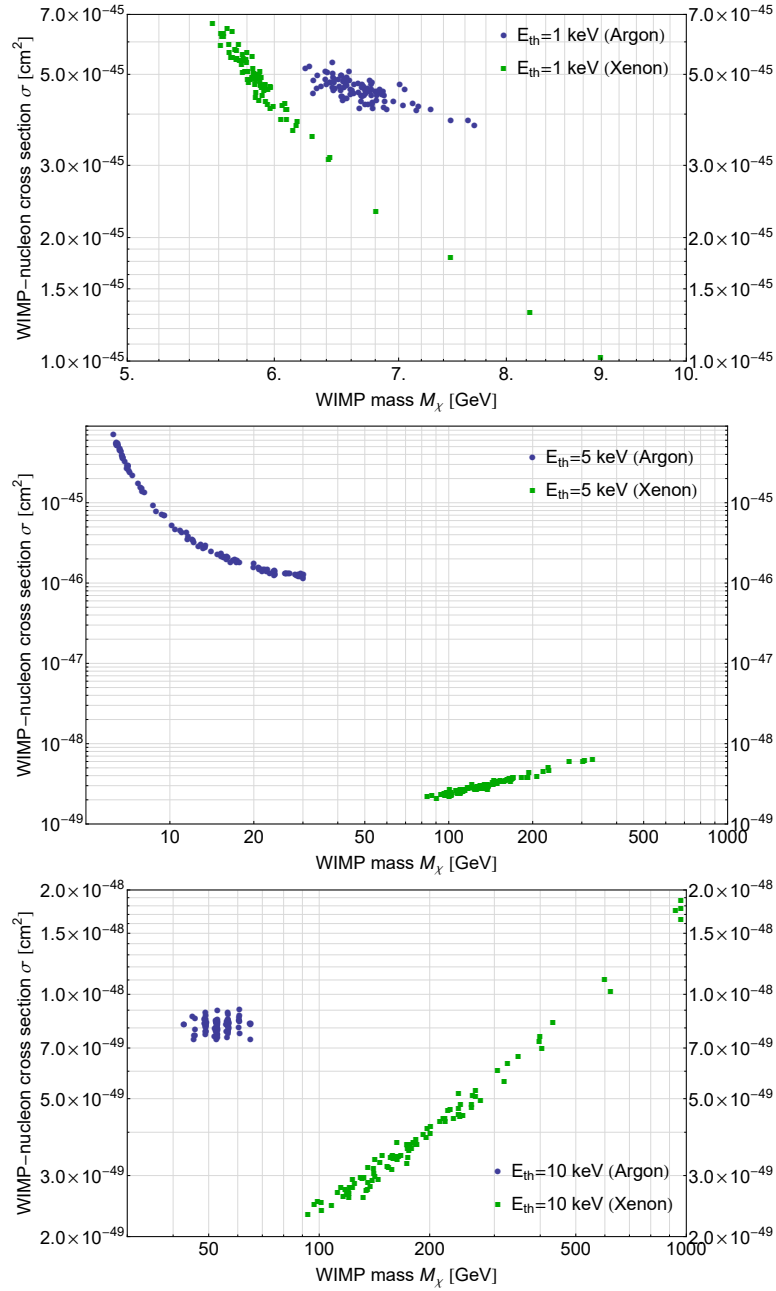 7.0×10⁻⁴⁵ 7.0×10⁻⁴⁵
5.0×10⁻⁴⁵ 5.0×10⁻⁴⁵
3.0×10⁻⁴⁵ 3.0×10⁻⁴⁵
2.0×10⁻⁴⁵ 2.0×10⁻⁴⁵
1.5×10⁻⁴⁵ 1.5×10⁻⁴⁵
1.0×10⁻⁴⁵ 1.0×10⁻⁴⁵
WIMP−nucleon cross section σ [cm²]
E_th=1 keV (Argon)
E_th=1 keV (Xenon)
5. 6. 7. 8. 9. 10.
WIMP mass M_χ [GeV]
10⁻⁴⁵ 10⁻⁴⁵
10⁻⁴⁶ 10⁻⁴⁶
10⁻⁴⁷ 10⁻⁴⁷
10⁻⁴⁸ 10⁻⁴⁸
10⁻⁴⁹ 10⁻⁴⁹
WIMP−nucleon cross section σ [cm²]
E_th=5 keV (Argon)
E_th=5 keV (Xenon)
10 20 50 100 200 500 1000
WIMP mass M_χ [GeV]
2.0×10⁻⁴⁸ 2.0×10⁻⁴⁸
1.5×10⁻⁴⁸ 1.5×10⁻⁴⁸
1.0×10⁻⁴⁸ 1.0×10⁻⁴⁸
7.0×10⁻⁴⁹ 7.0×10⁻⁴⁹
5.0×10⁻⁴⁹ 5.0×10⁻⁴⁹
3.0×10⁻⁴⁹ 3.0×10⁻⁴⁹
2.0×10⁻⁴⁹ 2.0×10⁻⁴⁹
WIMP−nucleon cross section σ [cm²]
E_th=10 keV (Argon)
E_th=10 keV (Xenon)
50 100 200 500 1000
WIMP mass M_χ [GeV]